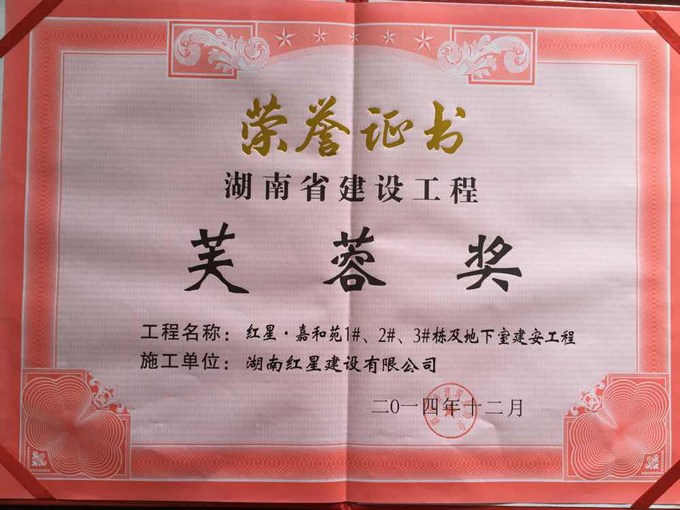 荣誉证书
湖南省建设工程
芙蓉奖
工程名称：红星·嘉和苑1#、2#、3#栋及地下室建安工程
施工单位：湖南红星建设有限公司
二〇一四年十二月